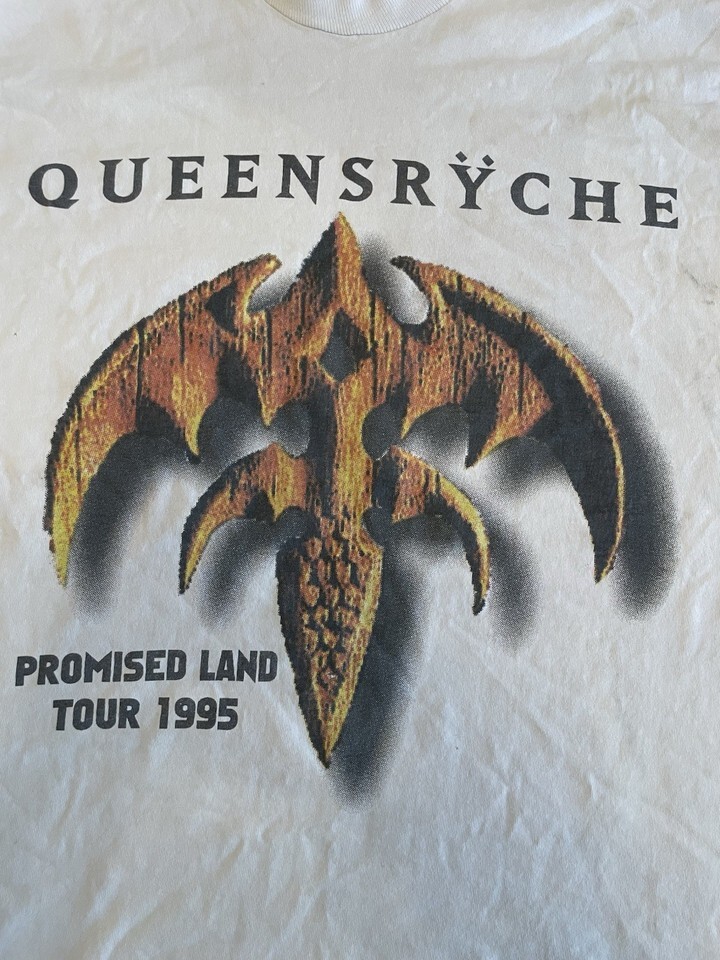 QUEENSRŸCHE
PROMISED LAND
TOUR 1995